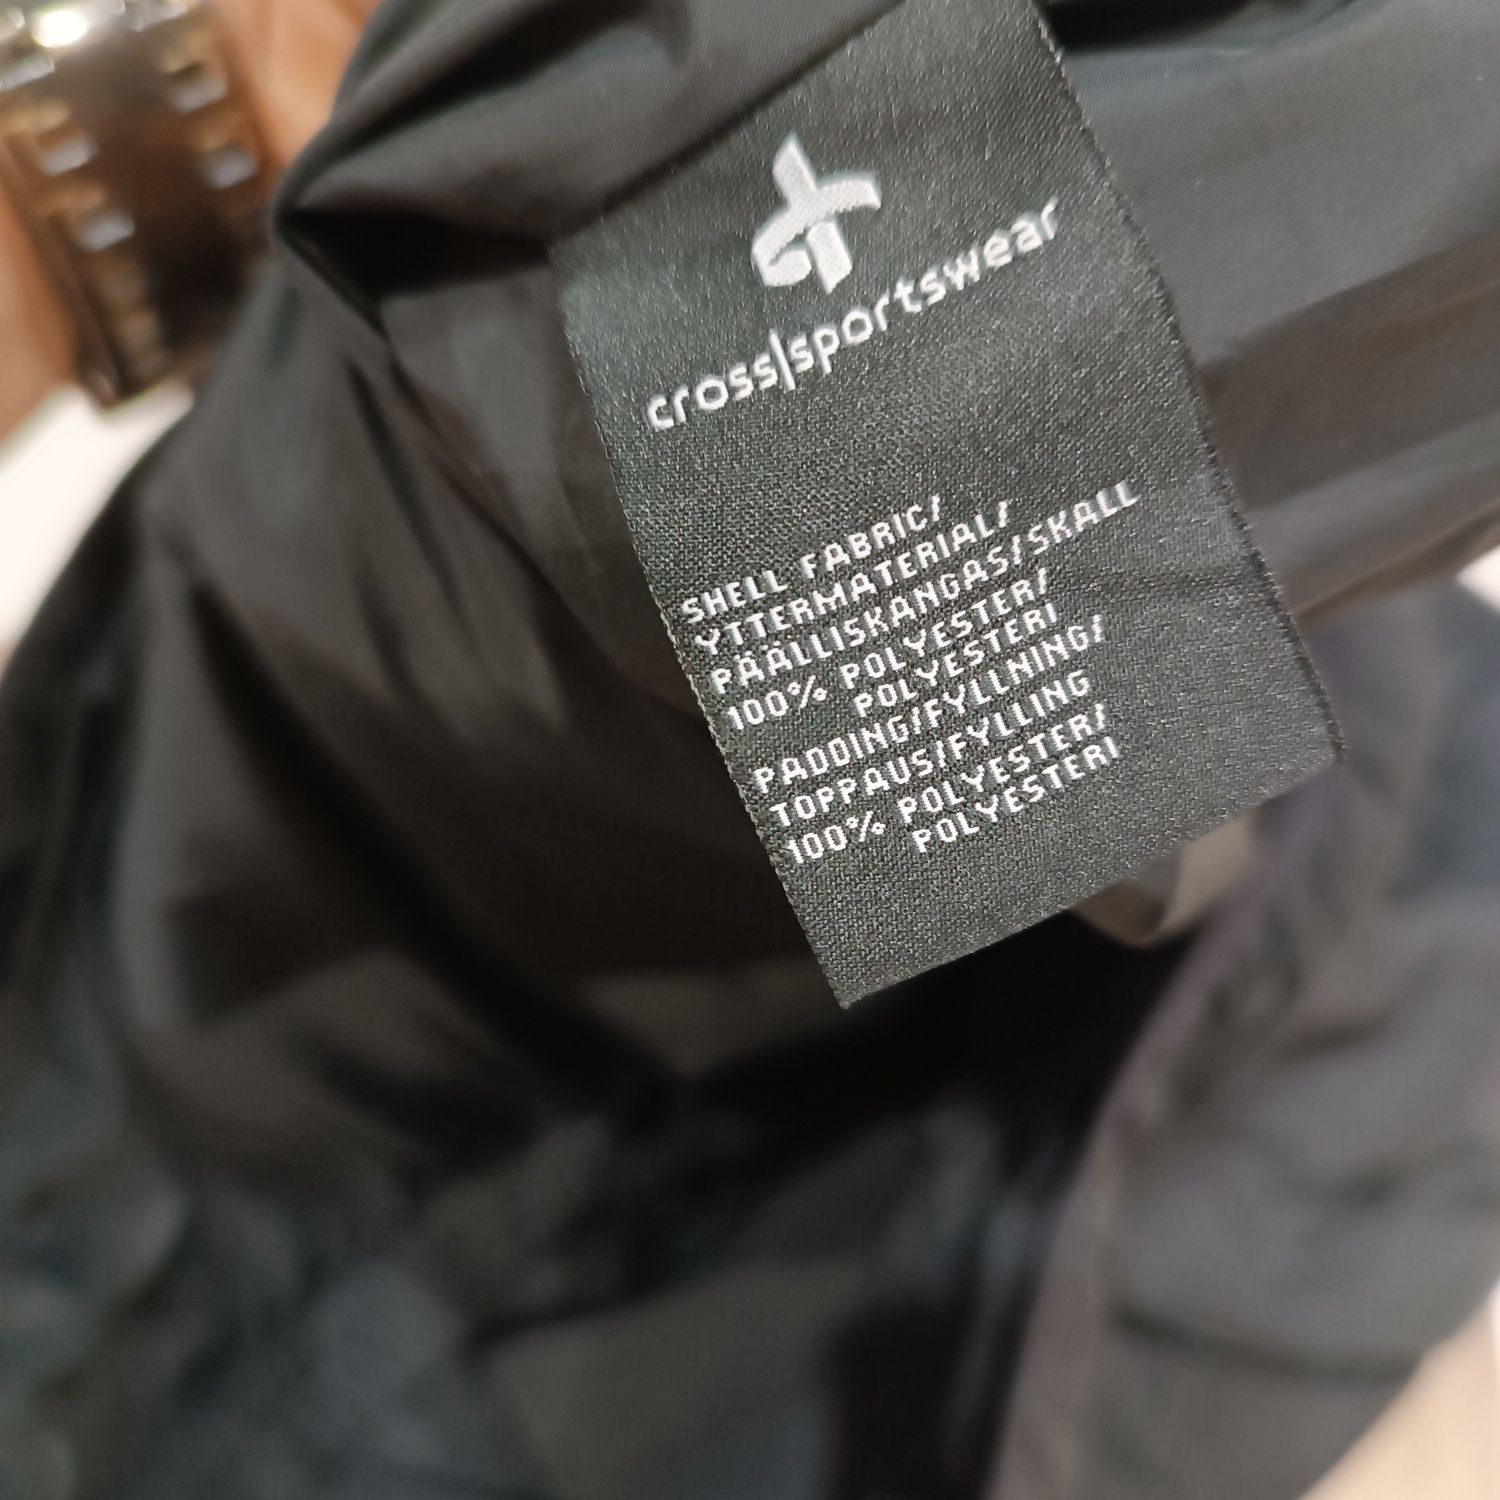 cross|sportswear
SHELL FABRIC/
YTTERMATERIAL/
PÄÄLLISKANGAS/SKALL
100% POLYESTER/
POLYESTERI
PADDING/FYLLNING/
TOPPAUS/FYLLING
100% POLYESTER/
POLYESTERI